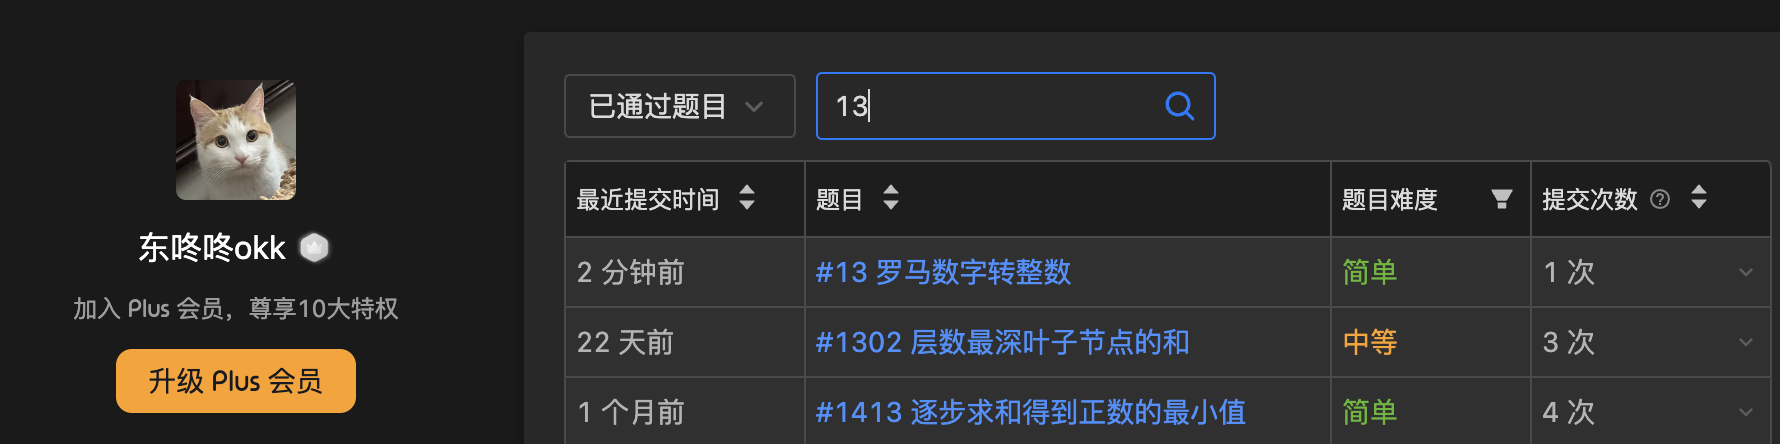 已通过题目
13
最近提交时间 题目 题目难度 提交次数
2 分钟前 #13 罗马数字转整数 简单 1 次
22 天前 #1302 层数最深叶子节点的和 中等 3 次
1 个月前 #1413 逐步求和得到正数的最小值 简单 4 次
东咚咚okk
加入 Plus 会员，尊享10大特权
升级 Plus 会员